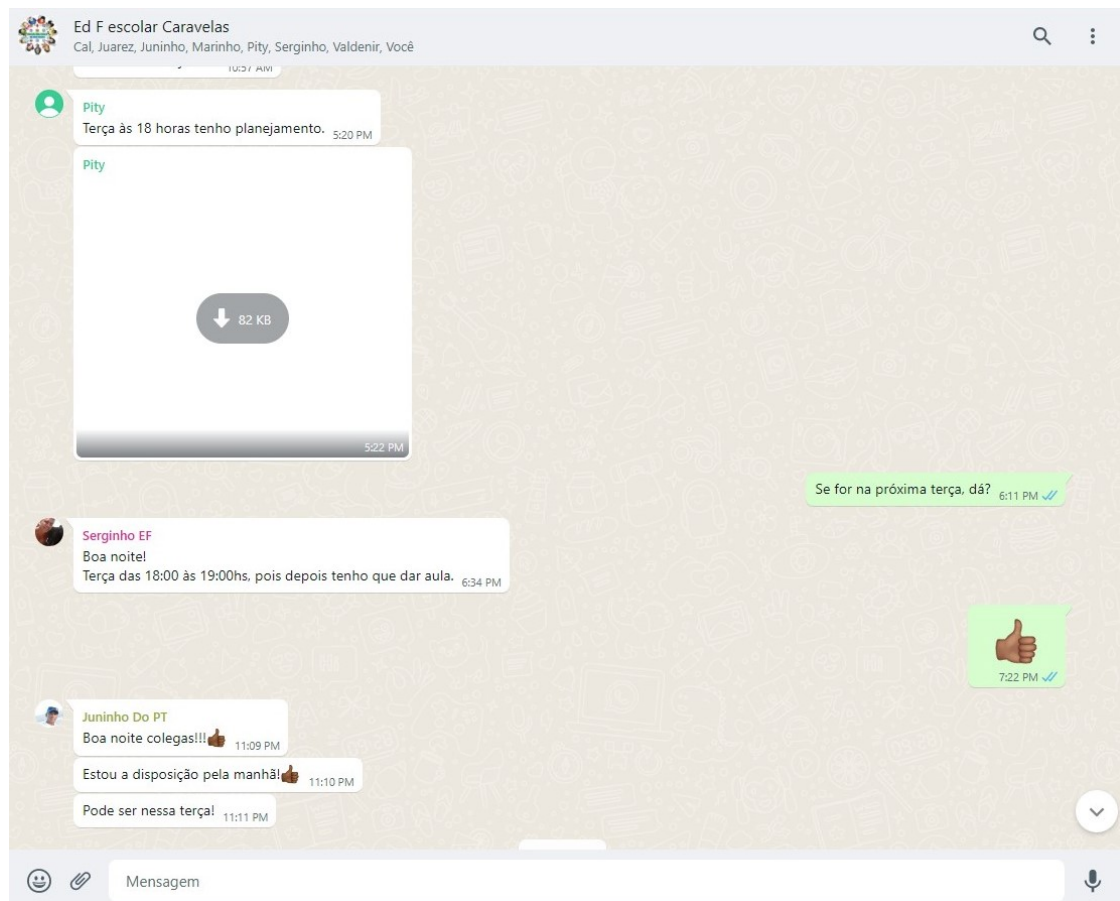 Ed F escolar Caravelas
Cal, Juarez, Juninho, Marinho, Pity, Serginho, Valdenir, Você
10:57 AM
Pity
Terça às 18 horas tenho planejamento. 5:20 PM
Pity
82 KB
5:22 PM
Se for na próxima terça, dá? 6:11 PM
Serginho EF
Boa noite!
Terça das 18:00 às 19:00hs, pois depois tenho que dar aula. 6:34 PM
7:22 PM
Juninho Do PT
Boa noite colegas!!!👍🏾 11:09 PM
Estou a disposição pela manhã!👍🏾 11:10 PM
Pode ser nessa terça! 11:11 PM
Mensagem